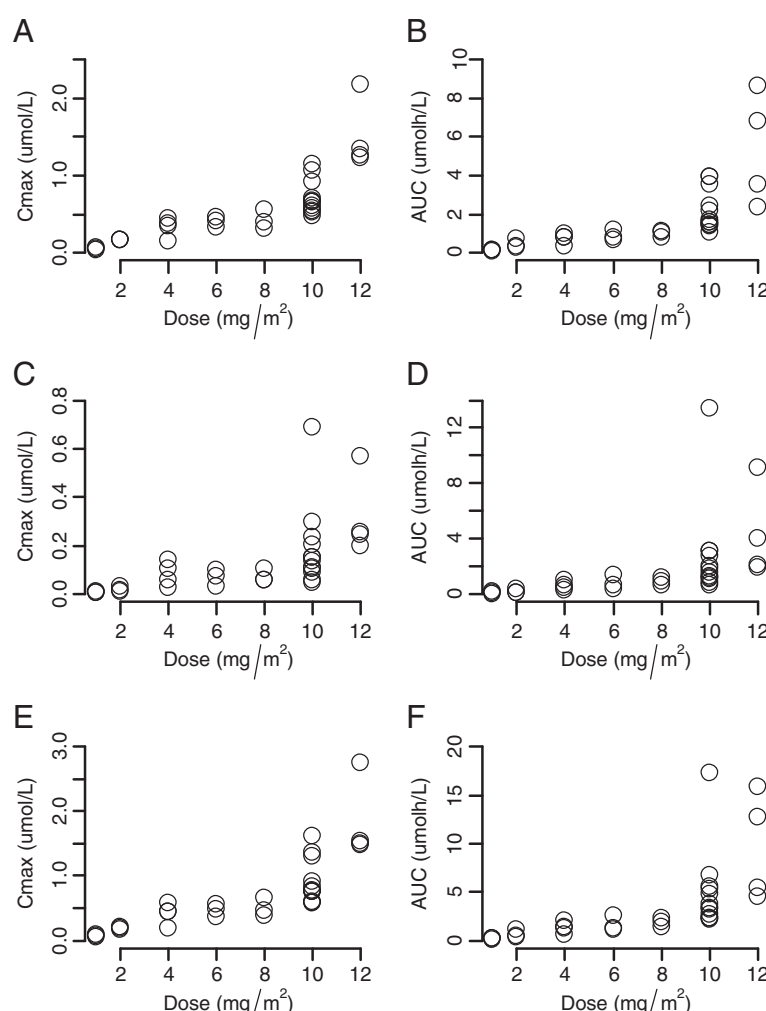 A
Cmax (umol/L)
0.0 1.0 2.0
2 4 6 8 10 12
Dose (mg/m²)
B
AUC (umolh/L)
0 2 4 6 8 10
2 4 6 8 10 12
Dose (mg/m²)
C
Cmax (umol/L)
0.0 0.2 0.4 0.6 0.8
2 4 6 8 10 12
Dose (mg/m²)
D
AUC (umolh/L)
0 4 8 12
2 4 6 8 10 12
Dose (mg/m²)
E
Cmax (umol/L)
0.0 1.0 2.0 3.0
2 4 6 8 10 12
Dose (mg/m²)
F
AUC (umolh/L)
0 5 10 15 20
2 4 6 8 10 12
Dose (mg/m²)